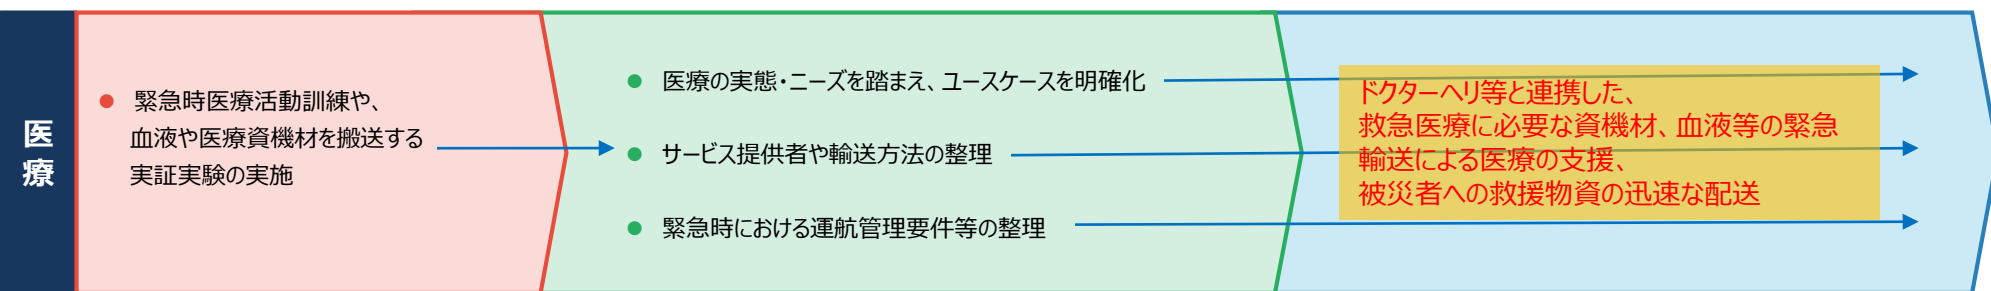 医療
緊急時医療活動訓練や、
血液や医療資機材を搬送する
実証実験の実施
医療の実態・ニーズを踏まえ、ユースケースを明確化
サービス提供者や輸送方法の整理
緊急時における運航管理要件等の整理
ドクターヘリ等と連携した、
救急医療に必要な資機材、血液等の緊急
輸送による医療の支援、
被災者への救援物資の迅速な配送